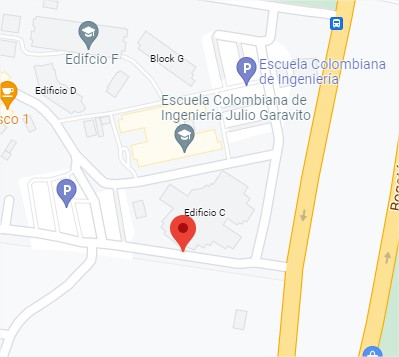 Edifcio F
Block G
Escuela Colombiana
de Ingeniería
P
Edificio D
sco 1
Escuela Colombiana de
Ingeniería Julio Garavito
P
Edificio C